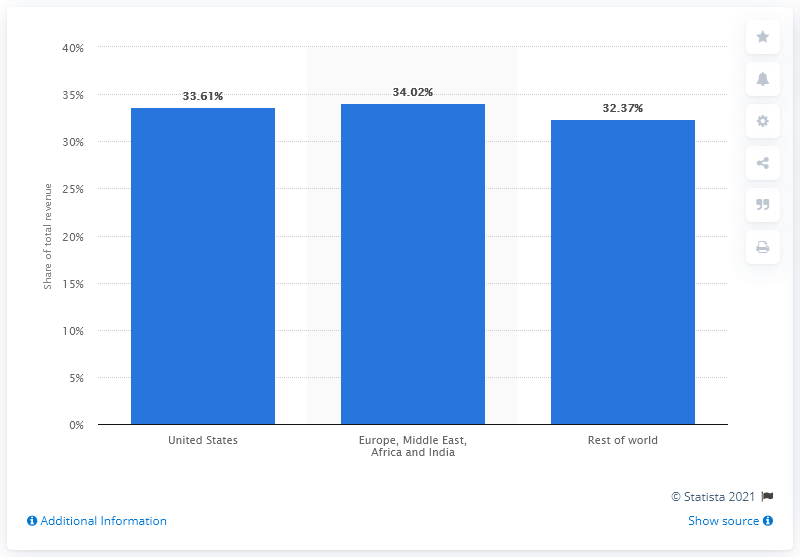 40%
35%
30%
25%
20%
15%
10%
5%
0%
Share of total revenue
33.61%
34.02%
32.37%
United States
Europe, Middle East,
Africa and India
Rest of world
© Statista 2021
Additional Information
Show source